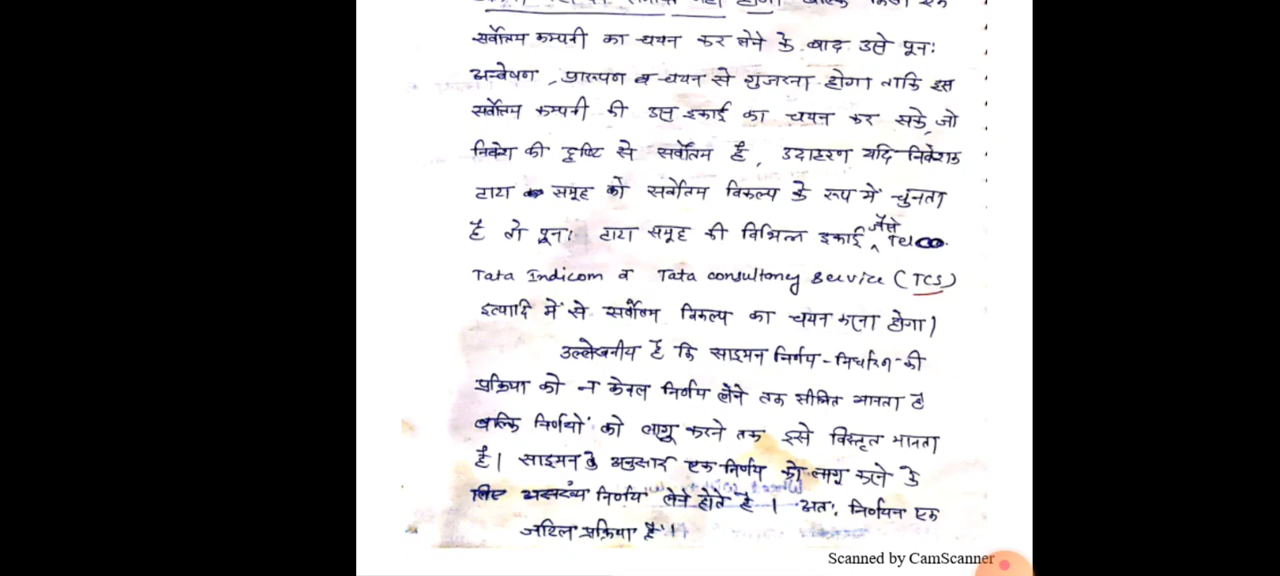 सर्वोत्तम कम्पनी का चयन कर लेने के बाद उसे पुन:
अन्वेषण, प्रारूपण व चयन से गुजरना होगा ताकि इस
सर्वोत्तम कम्पनी की उस इकाई का चयन कर सके, जो
निवेश की दृष्टि से सर्वोत्तम है, उदाहरण यदि निवेशक
टाटा समूह को सर्वोत्तम विकल्प के रूप में चुनता
है तो पुन: टाटा समूह की विभिन्न इकाई जैसे Telco.
Tata Indicom व Tata consultancy Service (TCS)
इत्यादि में से सर्वोत्तम विकल्प का चयन करना होगा।
उल्लेखनीय है कि साइमन निर्णय-निर्धारण-की
प्रक्रिया को न केवल निर्णय लेने तक सीमित मानता है
बल्कि निर्णयों को लागू करने तक इसे विस्तृत मानता
है। साइमन के अनुसार एक निर्णय को लागू करने के
लिए असंख्य निर्णय लेने होते है। अत: निर्णयन एक
जटिल प्रक्रिया है।
Scanned by CamScanner